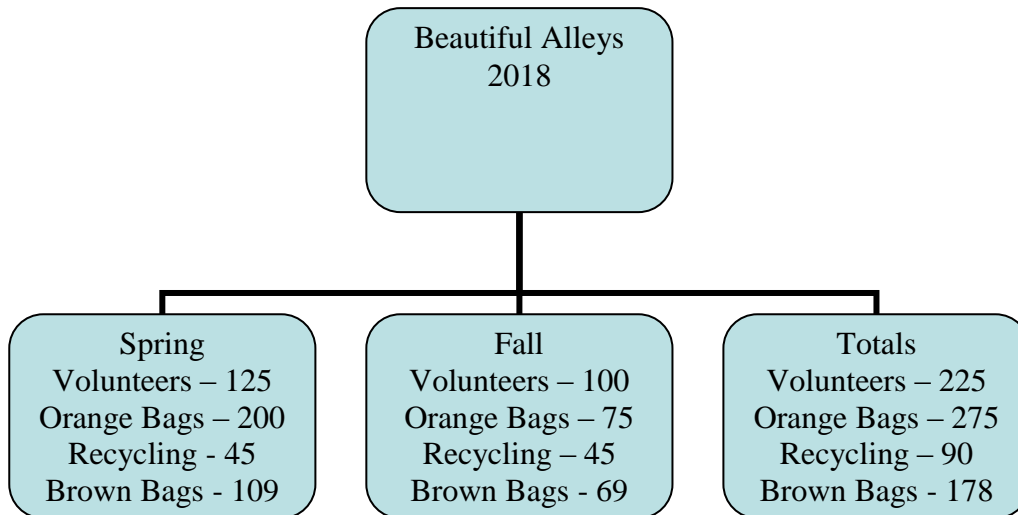 Beautiful Alleys
2018
Spring
Volunteers – 125
Orange Bags – 200
Recycling - 45
Brown Bags - 109
Fall
Volunteers – 100
Orange Bags – 75
Recycling – 45
Brown Bags - 69
Totals
Volunteers – 225
Orange Bags – 275
Recycling – 90
Brown Bags - 178